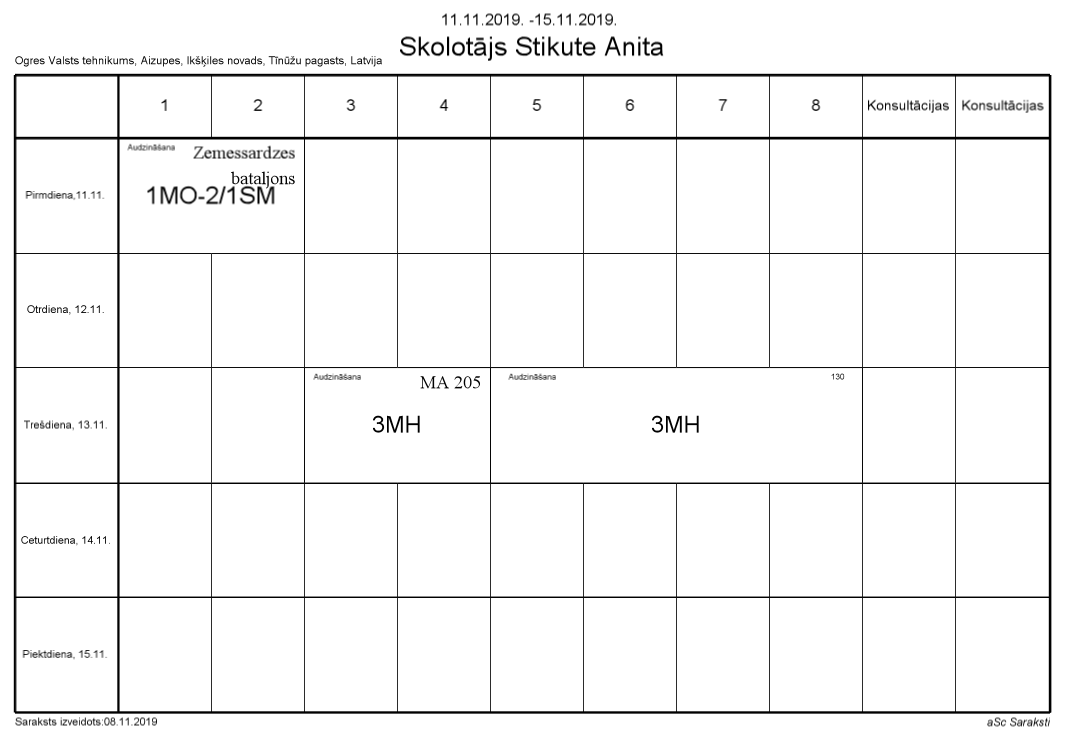 11.11.2019. -15.11.2019.
Skolotājs Stikute Anita
Ogres Valsts tehnikums, Aizupes, Ikšķiles novads, Tīnūžu pagasts, Latvija
1 2 3 4 5 6 7 8 Konsultācijas Konsultācijas
Audzināšana Zemessardzes
bataljons
Pirmdiena,11.11. 1MO-2/1SM
Otrdiena, 12.11.
Audzināšana MA 205 Audzināšana 130
Trešdiena, 13.11. 3MH 3MH
Ceturtdiena, 14.11.
Piektdiena, 15.11.
Saraksts izveidots:08.11.2019 aSc Saraksti